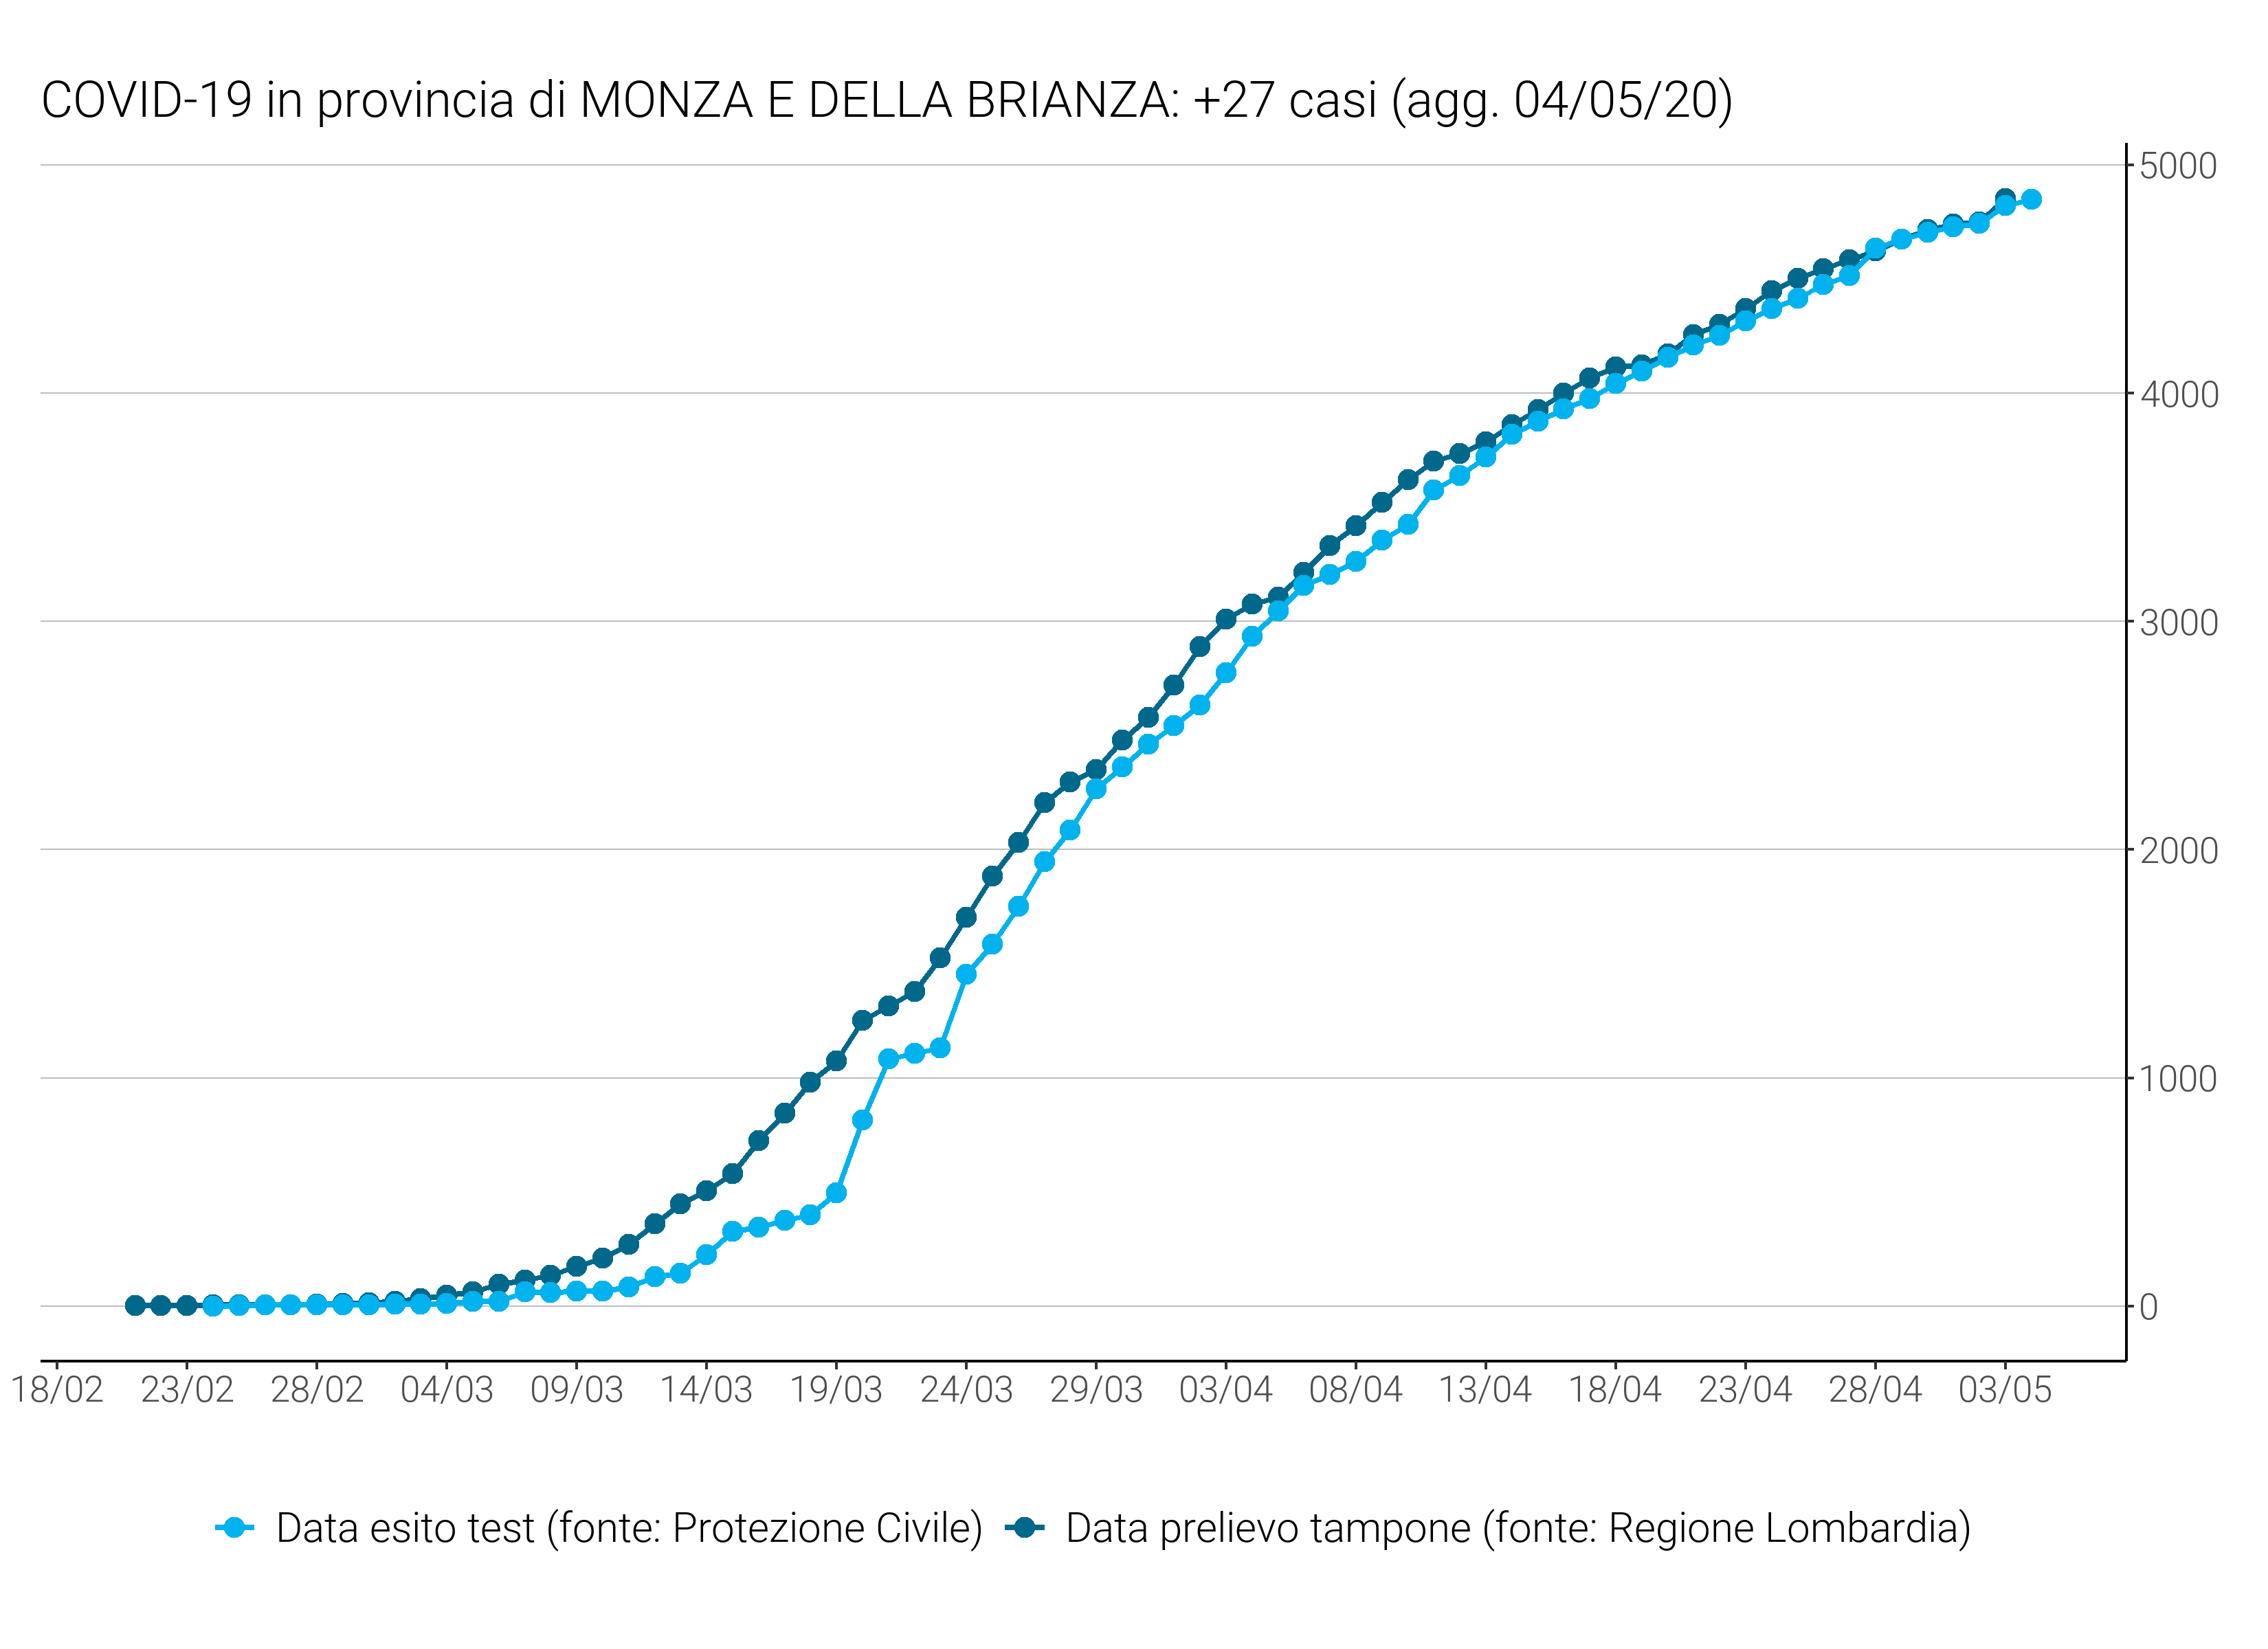 COVID-19 in provincia di MONZA E DELLA BRIANZA: +27 casi (agg. 04/05/20)
5000
4000
3000
2000
1000
0
18/02 23/02 28/02 04/03 09/03 14/03 19/03 24/03 29/03 03/04 08/04 13/04 18/04 23/04 28/04 03/05
Data esito test (fonte: Protezione Civile) Data prelievo tampone (fonte: Regione Lombardia)